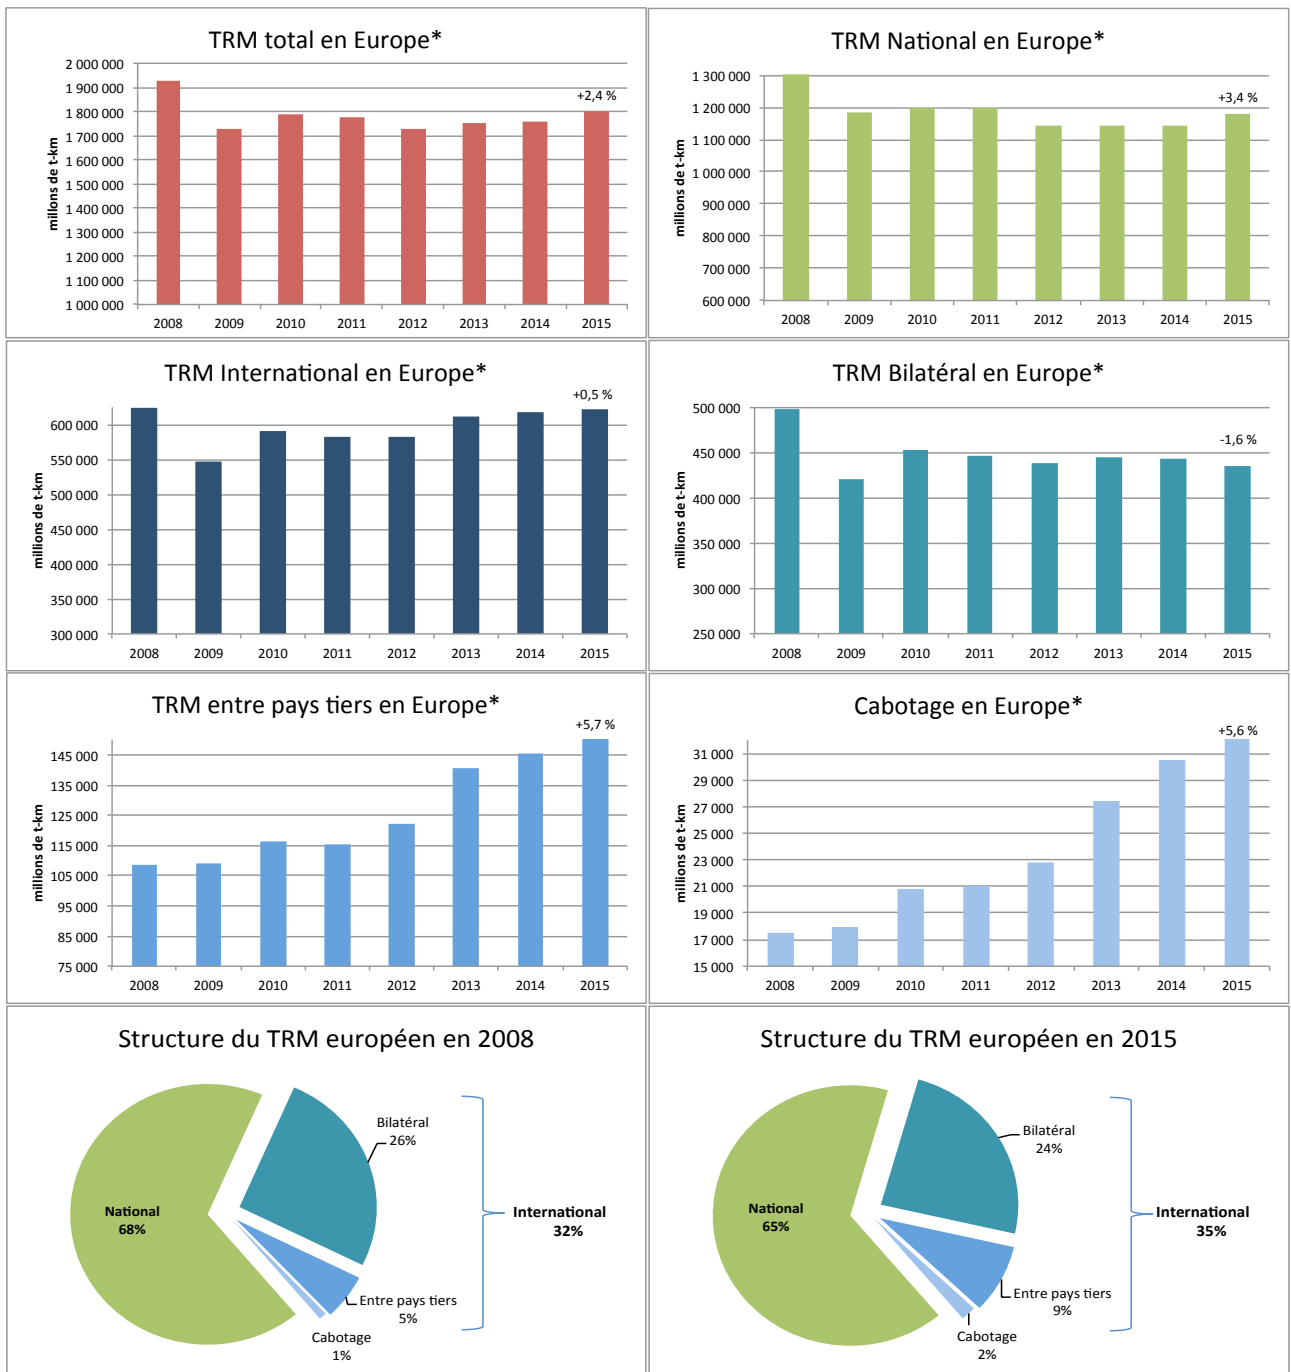 TRM total en Europe*
2 000 000
1 900 000
1 800 000
1 700 000
1 600 000
1 500 000
1 400 000
1 300 000
1 200 000
1 100 000
1 000 000
millons de t-km
+2,4 %
2008 2009 2010 2011 2012 2013 2014 2015
TRM National en Europe*
1 300 000
1 200 000
1 100 000
1 000 000
900 000
800 000
700 000
600 000
millions de t-km
+3,4 %
2008 2009 2010 2011 2012 2013 2014 2015
TRM International en Europe*
600 000
550 000
500 000
450 000
400 000
350 000
300 000
millions de t-km
+0,5 %
2008 2009 2010 2011 2012 2013 2014 2015
TRM Bilatéral en Europe*
500 000
450 000
400 000
350 000
300 000
250 000
millions de t-km
-1,6 %
2008 2009 2010 2011 2012 2013 2014 2015
TRM entre pays tiers en Europe*
145 000
135 000
125 000
115 000
105 000
95 000
85 000
75 000
millions de t-km
+5,7 %
2008 2009 2010 2011 2012 2013 2014 2015
Cabotage en Europe*
31 000
29 000
27 000
25 000
23 000
21 000
19 000
17 000
15 000
millions de t-km
+5,6 %
2008 2009 2010 2011 2012 2013 2014 2015
Structure du TRM européen en 2008
Bilatéral
26%
National
68%
International
32%
Entre pays tiers
5%
Cabotage
1%
Structure du TRM européen en 2015
Bilatéral
24%
National
65%
International
35%
Entre pays tiers
9%
Cabotage
2%